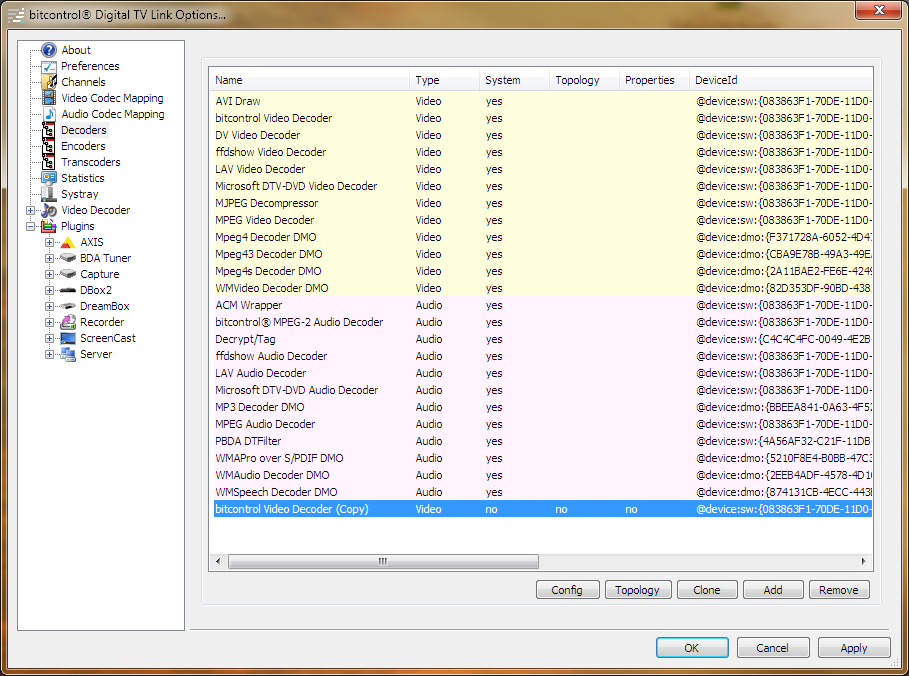 bitcontrol® Digital TV Link Options...
About
Preferences
Channels
Video Codec Mapping
Audio Codec Mapping
Decoders
Encoders
Transcoders
Statistics
Systray
Video Decoder
Plugins
AXIS
BDA Tuner
Capture
DBox2
DreamBox
Recorder
ScreenCast
Server
Name Type System Topology Properties DeviceId
AVI Draw Video yes @device:sw:{083863F1-70DE-11D0-
bitcontrol Video Decoder Video yes @device:sw:{083863F1-70DE-11D0-
DV Video Decoder Video yes @device:sw:{083863F1-70DE-11D0-
ffdshow Video Decoder Video yes @device:sw:{083863F1-70DE-11D0-
LAV Video Decoder Video yes @device:sw:{083863F1-70DE-11D0-
Microsoft DTV-DVD Video Decoder Video yes @device:sw:{083863F1-70DE-11D0-
MJPEG Decompressor Video yes @device:sw:{083863F1-70DE-11D0-
MPEG Video Decoder Video yes @device:sw:{083863F1-70DE-11D0-
Mpeg4 Decoder DMO Video yes @device:dmo:{F371728A-6052-4D47
Mpeg43 Decoder DMO Video yes @device:dmo:{CBA9E78B-49A3-49E
Mpeg4s Decoder DMO Video yes @device:dmo:{2A11BAE2-FE6E-4249
WMVideo Decoder DMO Video yes @device:dmo:{82D353DF-90BD-438
ACM Wrapper Audio yes @device:sw:{083863F1-70DE-11D0-
bitcontrol® MPEG-2 Audio Decoder Audio yes @device:sw:{083863F1-70DE-11D0-
Decrypt/Tag Audio yes @device:sw:{C4C4C4FC-0049-4E2B
ffdshow Audio Decoder Audio yes @device:sw:{083863F1-70DE-11D0-
LAV Audio Decoder Audio yes @device:sw:{083863F1-70DE-11D0-
Microsoft DTV-DVD Audio Decoder Audio yes @device:sw:{083863F1-70DE-11D0-
MP3 Decoder DMO Audio yes @device:dmo:{BBEEA841-0A63-4F52
MPEG Audio Decoder Audio yes @device:sw:{083863F1-70DE-11D0-
PBDA DTFilter Audio yes @device:sw:{4A56AF32-C21F-11DB
WMAPro over S/PDIF DMO Audio yes @device:dmo:{5210F8E4-B0BB-47C3
WMAudio Decoder DMO Audio yes @device:dmo:{2EEB4ADF-4578-4D10
WMSpeech Decoder DMO Audio yes @device:dmo:{874131CB-4ECC-443
bitcontrol Video Decoder (Copy) Video no no no @device:sw:{083863F1-70DE-11D0-
Config Topology Clone Add Remove
OK Cancel Apply